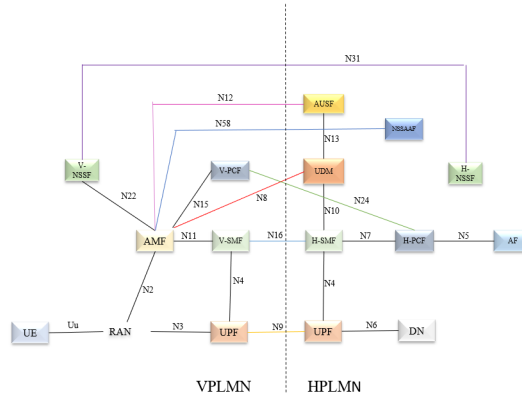 N31
N12
AUSF
N58
NSSAAF
N13
V-
NSSF
V-PCF
UDM
H-
NSSF
N22
N15
N8
N24
N10
AMF
N11
V-SMF
N16
H-SMF
N7
H-PCF
N5
AF
N2
N4
N4
UE
Uu
RAN
N3
UPF
N9
UPF
N6
DN
VPLMN
HPLMN